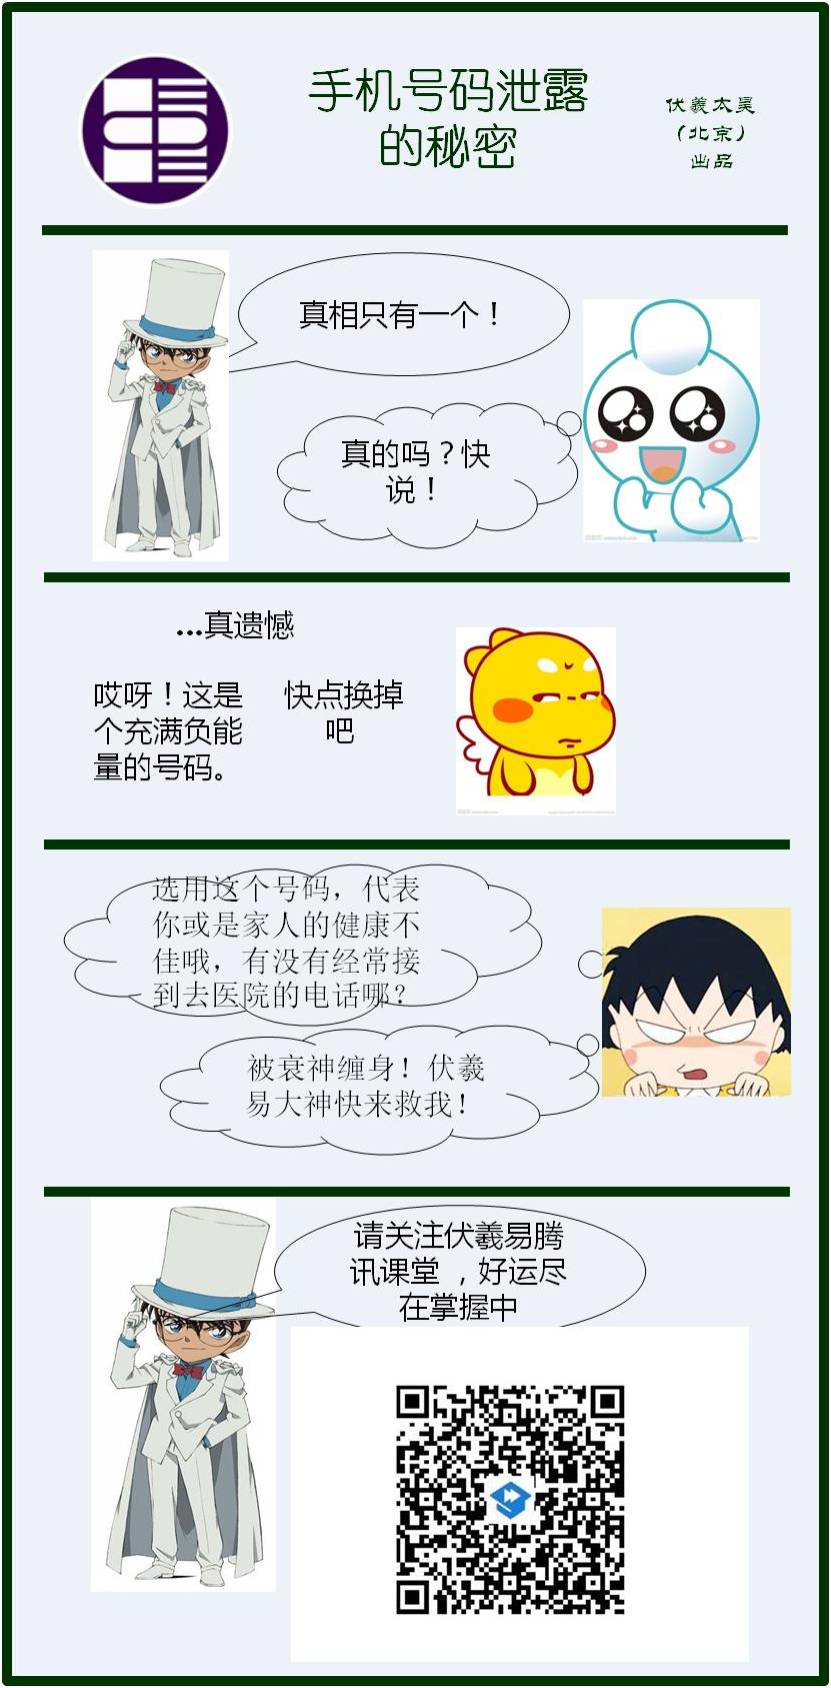 手机号码泄露
的秘密
伏羲太昊
（北京）
出品
真相只有一个！
真的吗？快
说！
...真遗憾
哎呀！这是
个充满负能
量的号码。
快点换掉
吧
选用这个号码，代表
你或是家人的健康不
佳哦，有没有经常接
到去医院的电话哪？
被衰神缠身！伏羲
易大神快来救我！
请关注伏羲易腾
讯课堂 ，好运尽
在掌握中